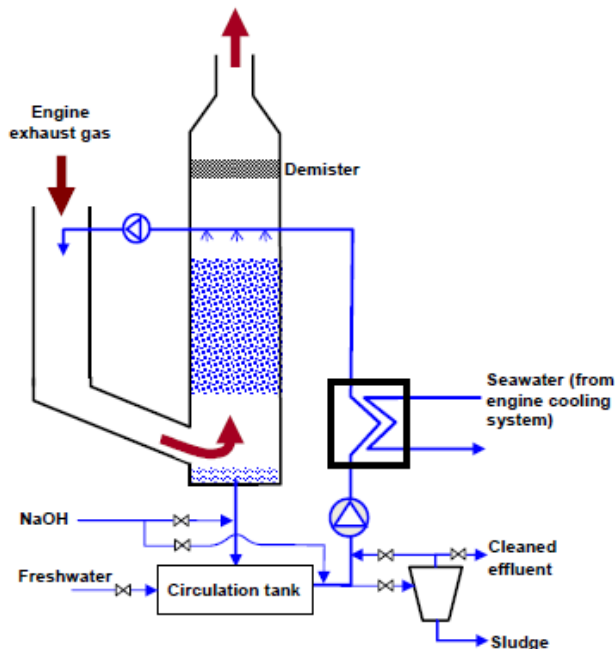 Engine
exhaust gas
Demister
Seawater (from
engine cooling
system)
NaOH
Freshwater
Circulation tank
Cleaned
effluent
Sludge